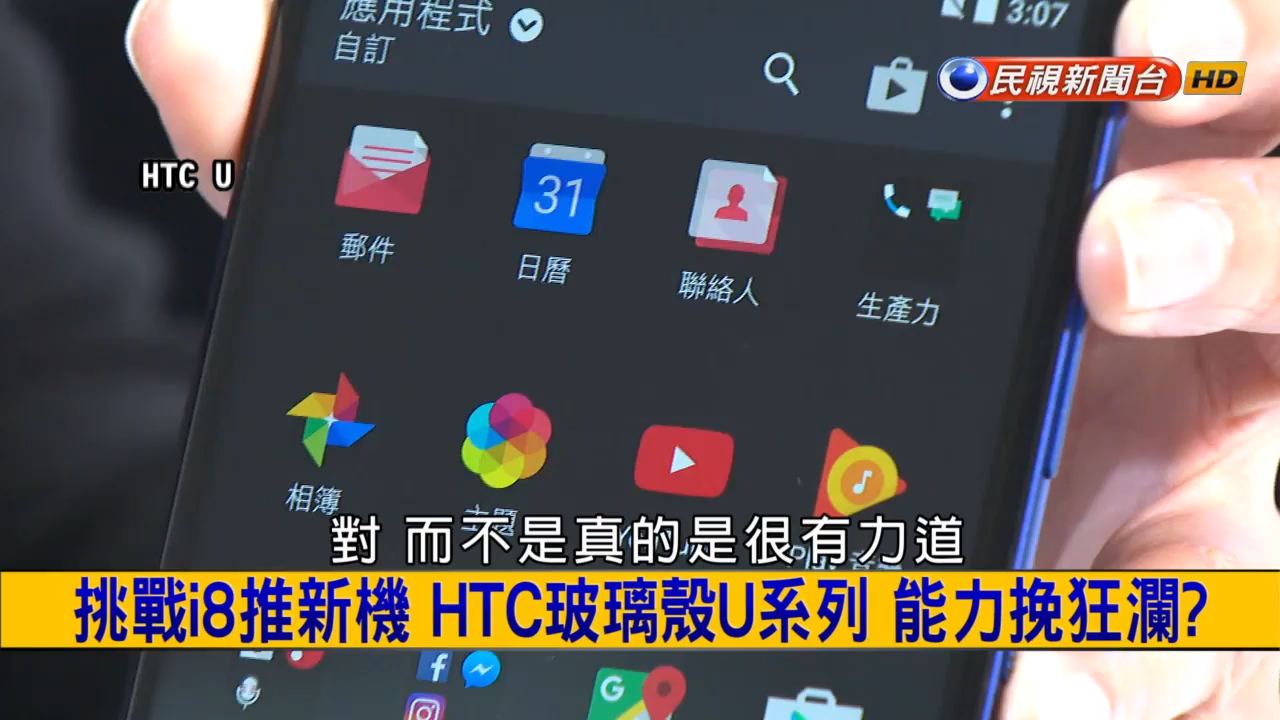 應用程式
3:07
自訂
民視新聞台 HD
HTC U
31
郵件
日曆
聯絡人
生產力
相簿
主題
對 而不是真的是很有力道
挑戰i8推新機 HTC玻璃殼U系列 能力挽狂瀾?
f
G